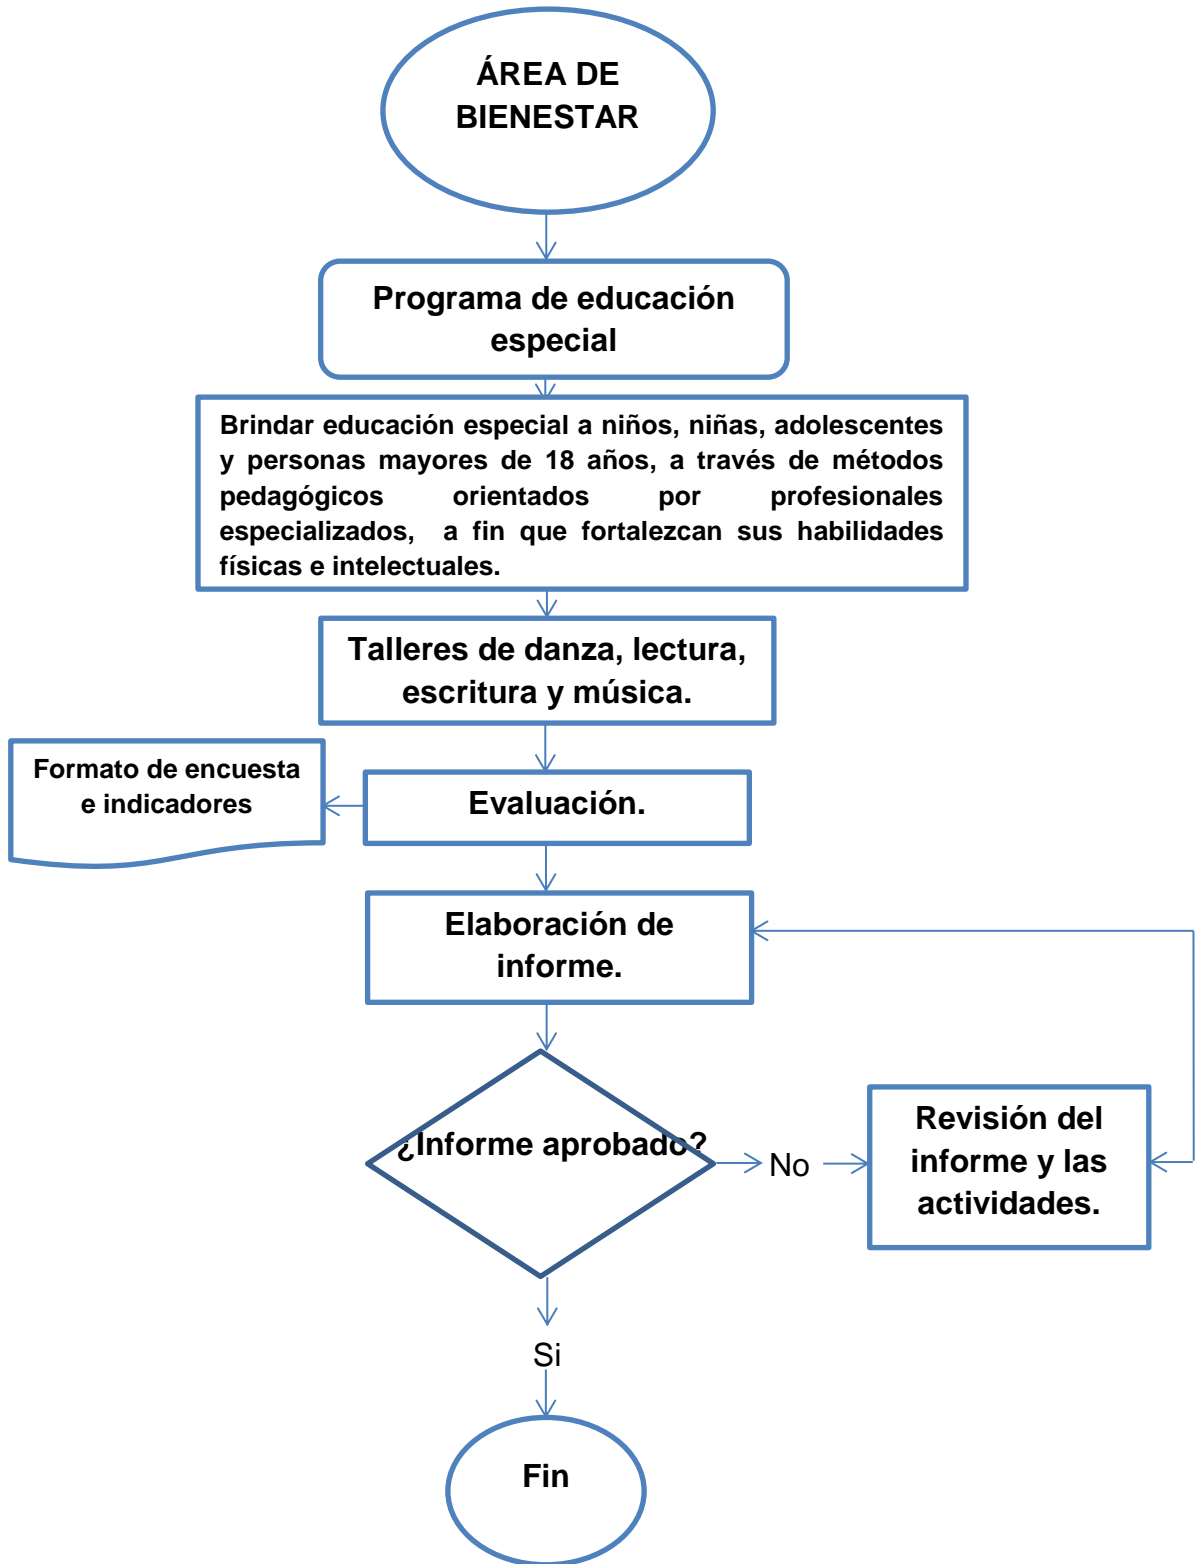 ÁREA DE
BIENESTAR
Programa de educación
especial
Brindar educación especial a niños, niñas, adolescentes
y personas mayores de 18 años, a través de métodos
pedagógicos orientados por profesionales
especializados, a fin que fortalezcan sus habilidades
físicas e intelectuales.
Talleres de danza, lectura,
escritura y música.
Formato de encuesta
e indicadores
Evaluación.
Elaboración de
informe.
¿Informe aprobado?
No
Revisión del
informe y las
actividades.
Si
Fin